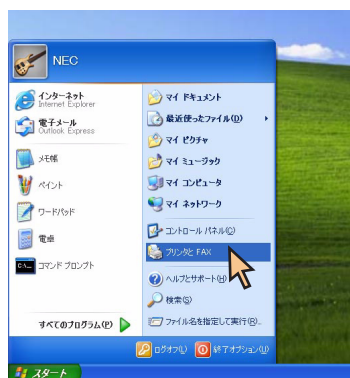 NEC
インターネット
Internet Explorer
電子メール
Outlook Express
メモ帳
ペイント
ワードパッド
電卓
コマンド プロンプト
すべてのプログラム(P)
マイ ドキュメント
最近使ったファイル(D)
マイ ピクチャ
マイ ミュージック
マイ コンピュータ
マイ ネットワーク
コントロール パネル(C)
プリンタと FAX
ヘルプとサポート(H)
検索(S)
ファイル名を指定して実行(R)...
ログオフ(L)
終了オプション(U)
スタート